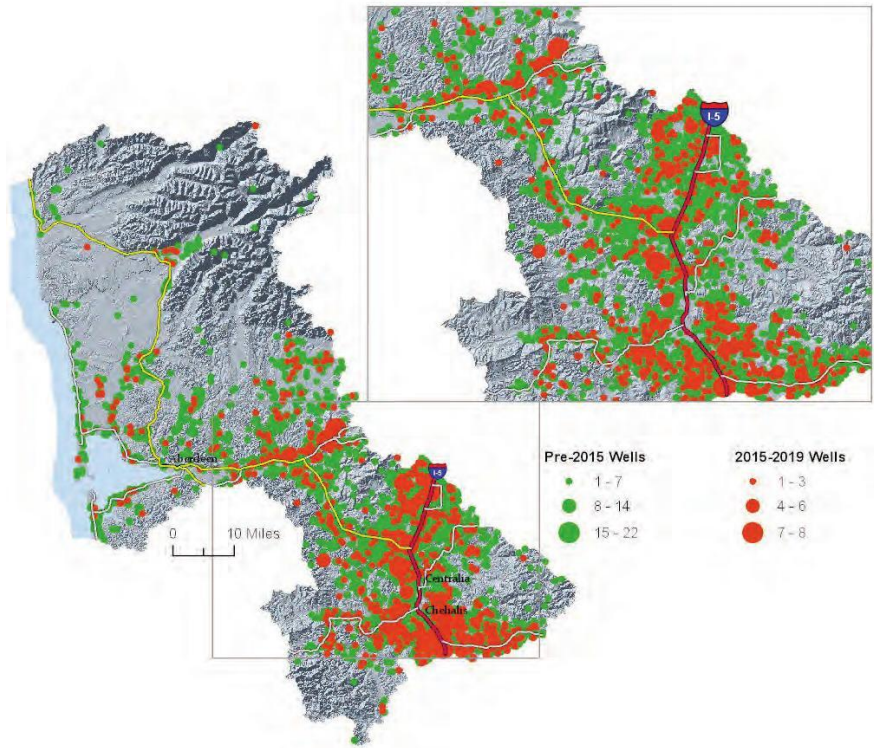 I-5
Aberdeen
0 10 Miles
I-5
Centralia
Chehalis
Pre-2015 Wells
1 - 7
8 - 14
15 - 22
2015-2019 Wells
1 - 3
4 - 6
7 - 8